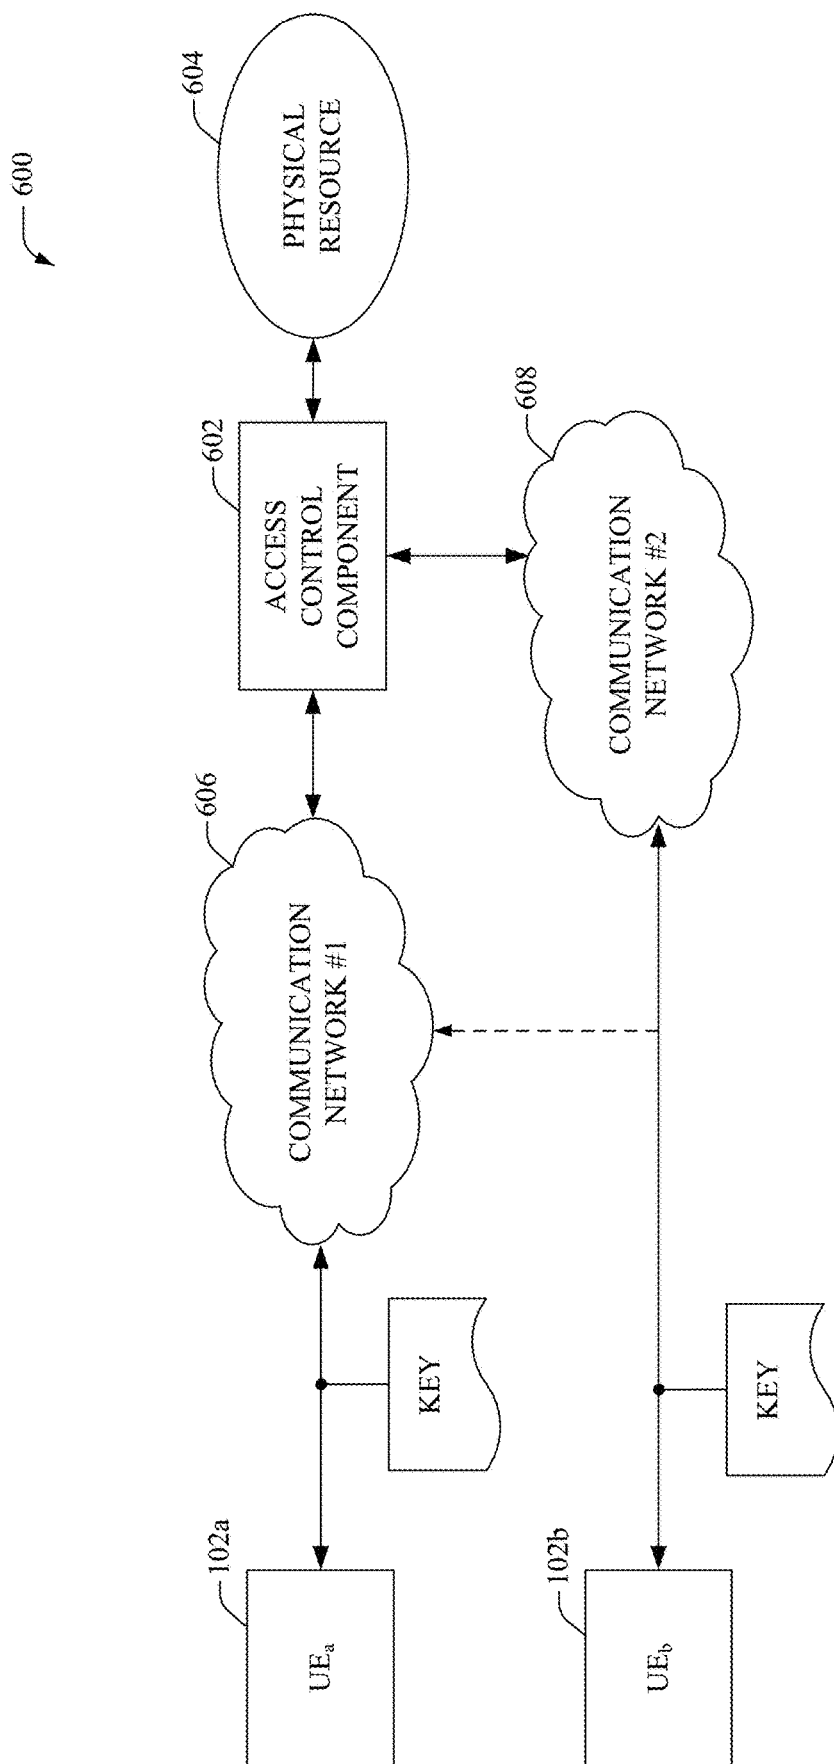 600
102a
UEa
KEY
606
COMMUNICATION
NETWORK #1
602
ACCESS
CONTROL
COMPONENT
604
PHYSICAL
RESOURCE
102b
UEb
KEY
608
COMMUNICATION
NETWORK #2